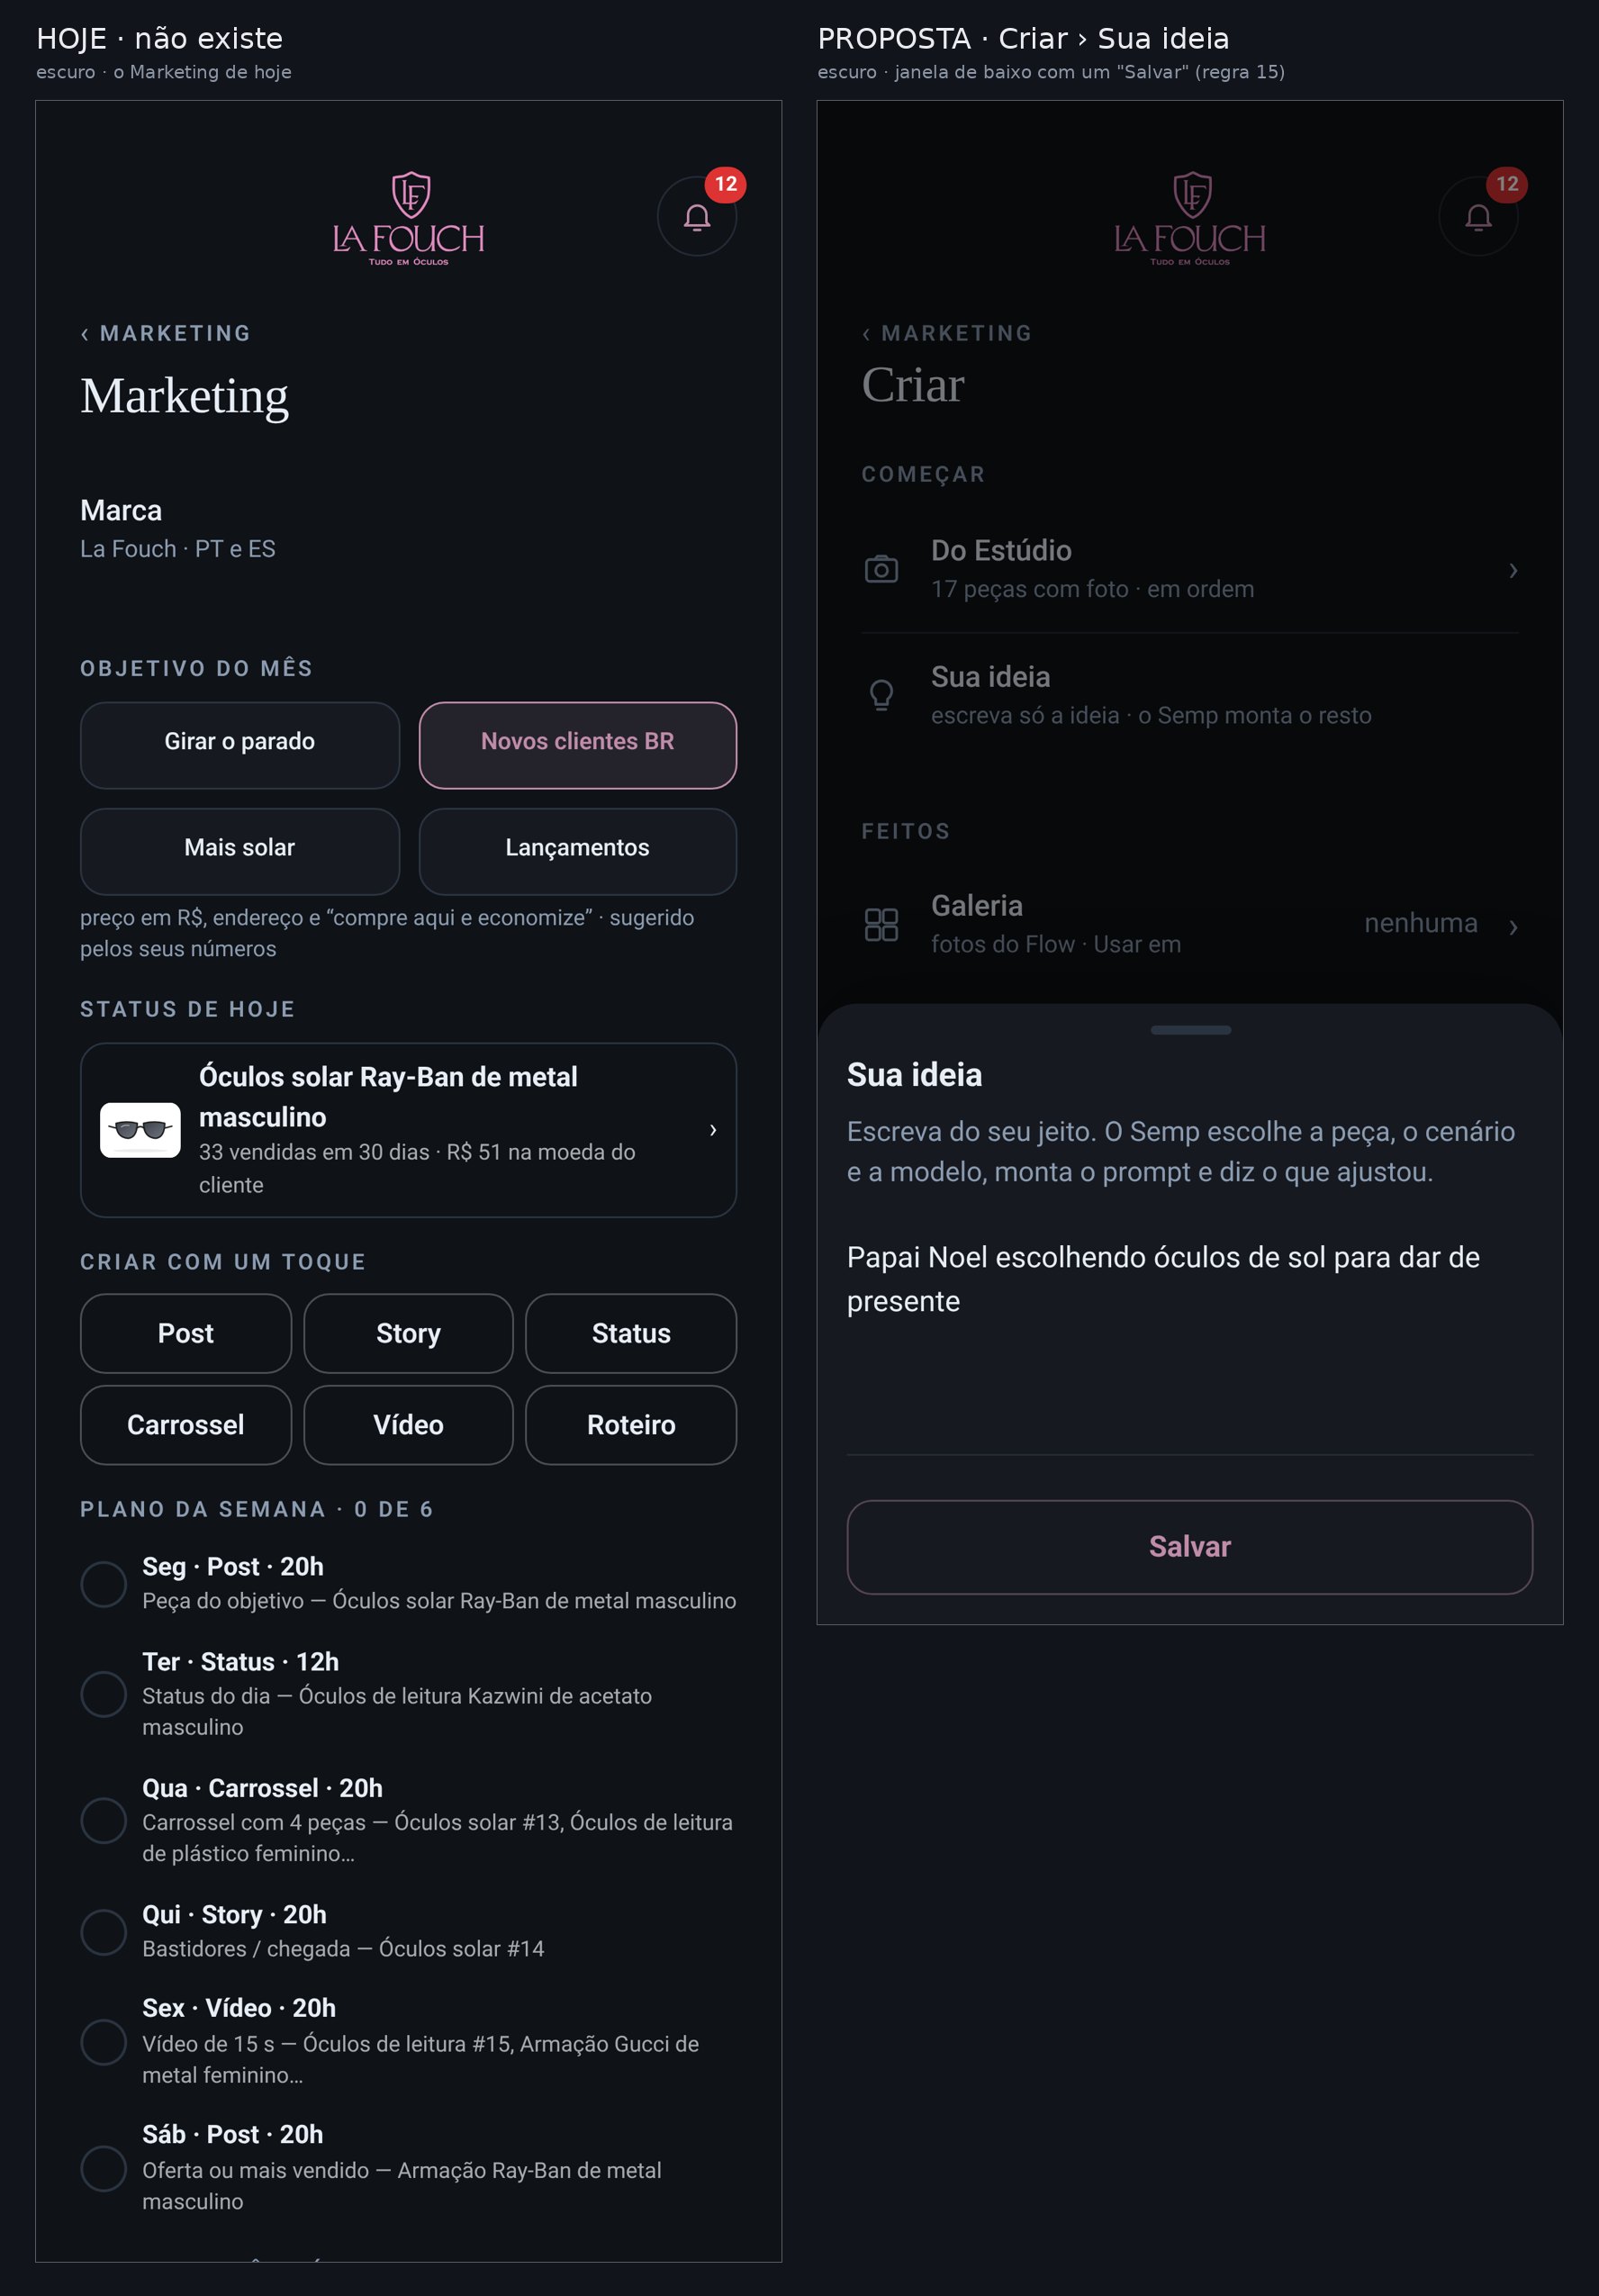 HOJE · não existe
escuro · o Marketing de hoje
12
LF
LA FOUCH
TUDO EM ÓCULOS
‹ MARKETING
Marketing
Marca
La Fouch · PT e ES
OBJETIVO DO MÊS
Girar o parado
Novos clientes BR
Mais solar
Lançamentos
preço em R$, endereço e “compre aqui e economize” · sugerido
pelos seus números
STATUS DE HOJE
Óculos solar Ray-Ban de metal
masculino
33 vendidas em 30 dias · R$ 51 na moeda do
cliente
›
CRIAR COM UM TOQUE
Post
Story
Status
Carrossel
Vídeo
Roteiro
PLANO DA SEMANA · 0 DE 6
Seg · Post · 20h
Peça do objetivo — Óculos solar Ray-Ban de metal masculino
Ter · Status · 12h
Status do dia — Óculos de leitura Kazwini de acetato
masculino
Qua · Carrossel · 20h
Carrossel com 4 peças — Óculos solar #13, Óculos de leitura
de plástico feminino…
Qui · Story · 20h
Bastidores / chegada — Óculos solar #14
Sex · Vídeo · 20h
Vídeo de 15 s — Óculos de leitura #15, Armação Gucci de
metal feminino…
Sáb · Post · 20h
Oferta ou mais vendido — Armação Ray-Ban de metal
masculino
PROPOSTA · Criar › Sua ideia
escuro · janela de baixo com um "Salvar" (regra 15)
12
LF
LA FOUCH
TUDO EM ÓCULOS
‹ MARKETING
Criar
COMEÇAR
Do Estúdio
17 peças com foto · em ordem
›
Sua ideia
escreva só a ideia · o Semp monta o resto
FEITOS
Galeria
fotos do Flow · Usar em
nenhuma ›
Sua ideia
Escreva do seu jeito. O Semp escolhe a peça, o cenário
e a modelo, monta o prompt e diz o que ajustou.
Papai Noel escolhendo óculos de sol para dar de
presente
Salvar